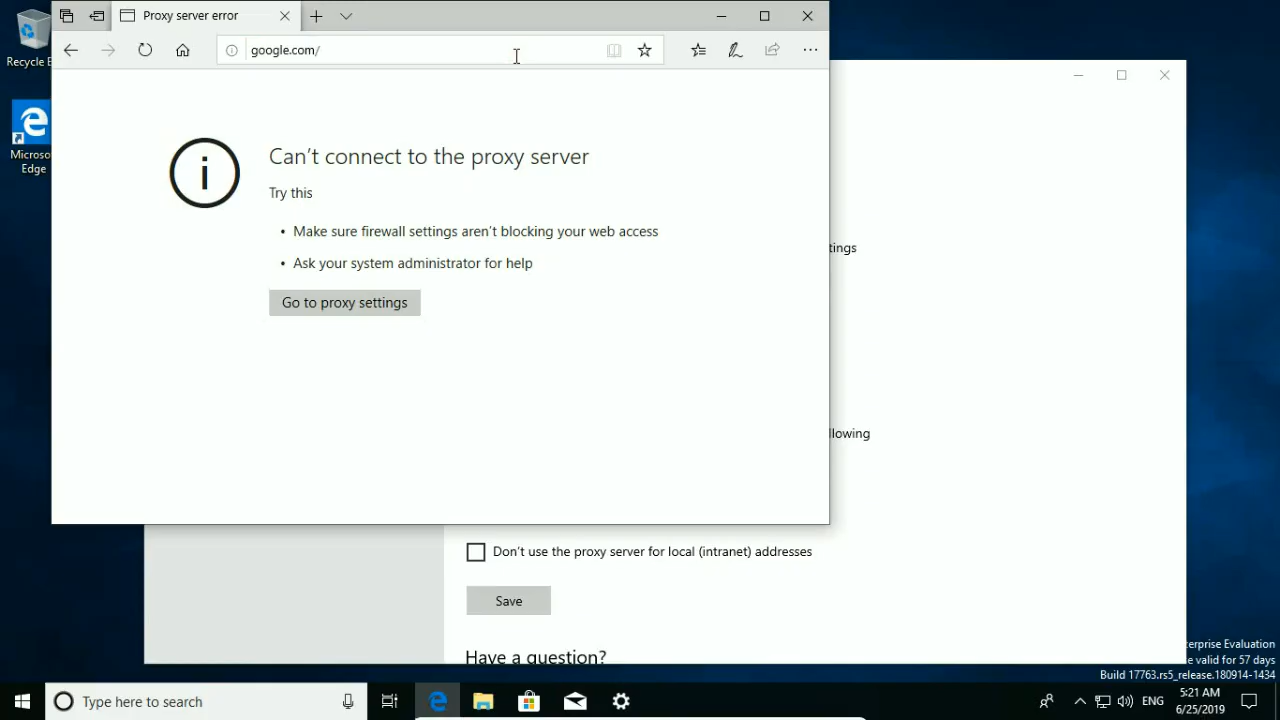 Recycle B
Microso
Edge
Proxy server error
google.com/
Can't connect to the proxy server
Try this
• Make sure firewall settings aren't blocking your web access
• Ask your system administrator for help
Go to proxy settings
tings
llowing
Don't use the proxy server for local (intranet) addresses
Save
Have a question?
erprise Evaluation
e valid for 57 days
Build 17763.rs5_release.180914-1434
Type here to search
ENG
5:21 AM
6/25/2019